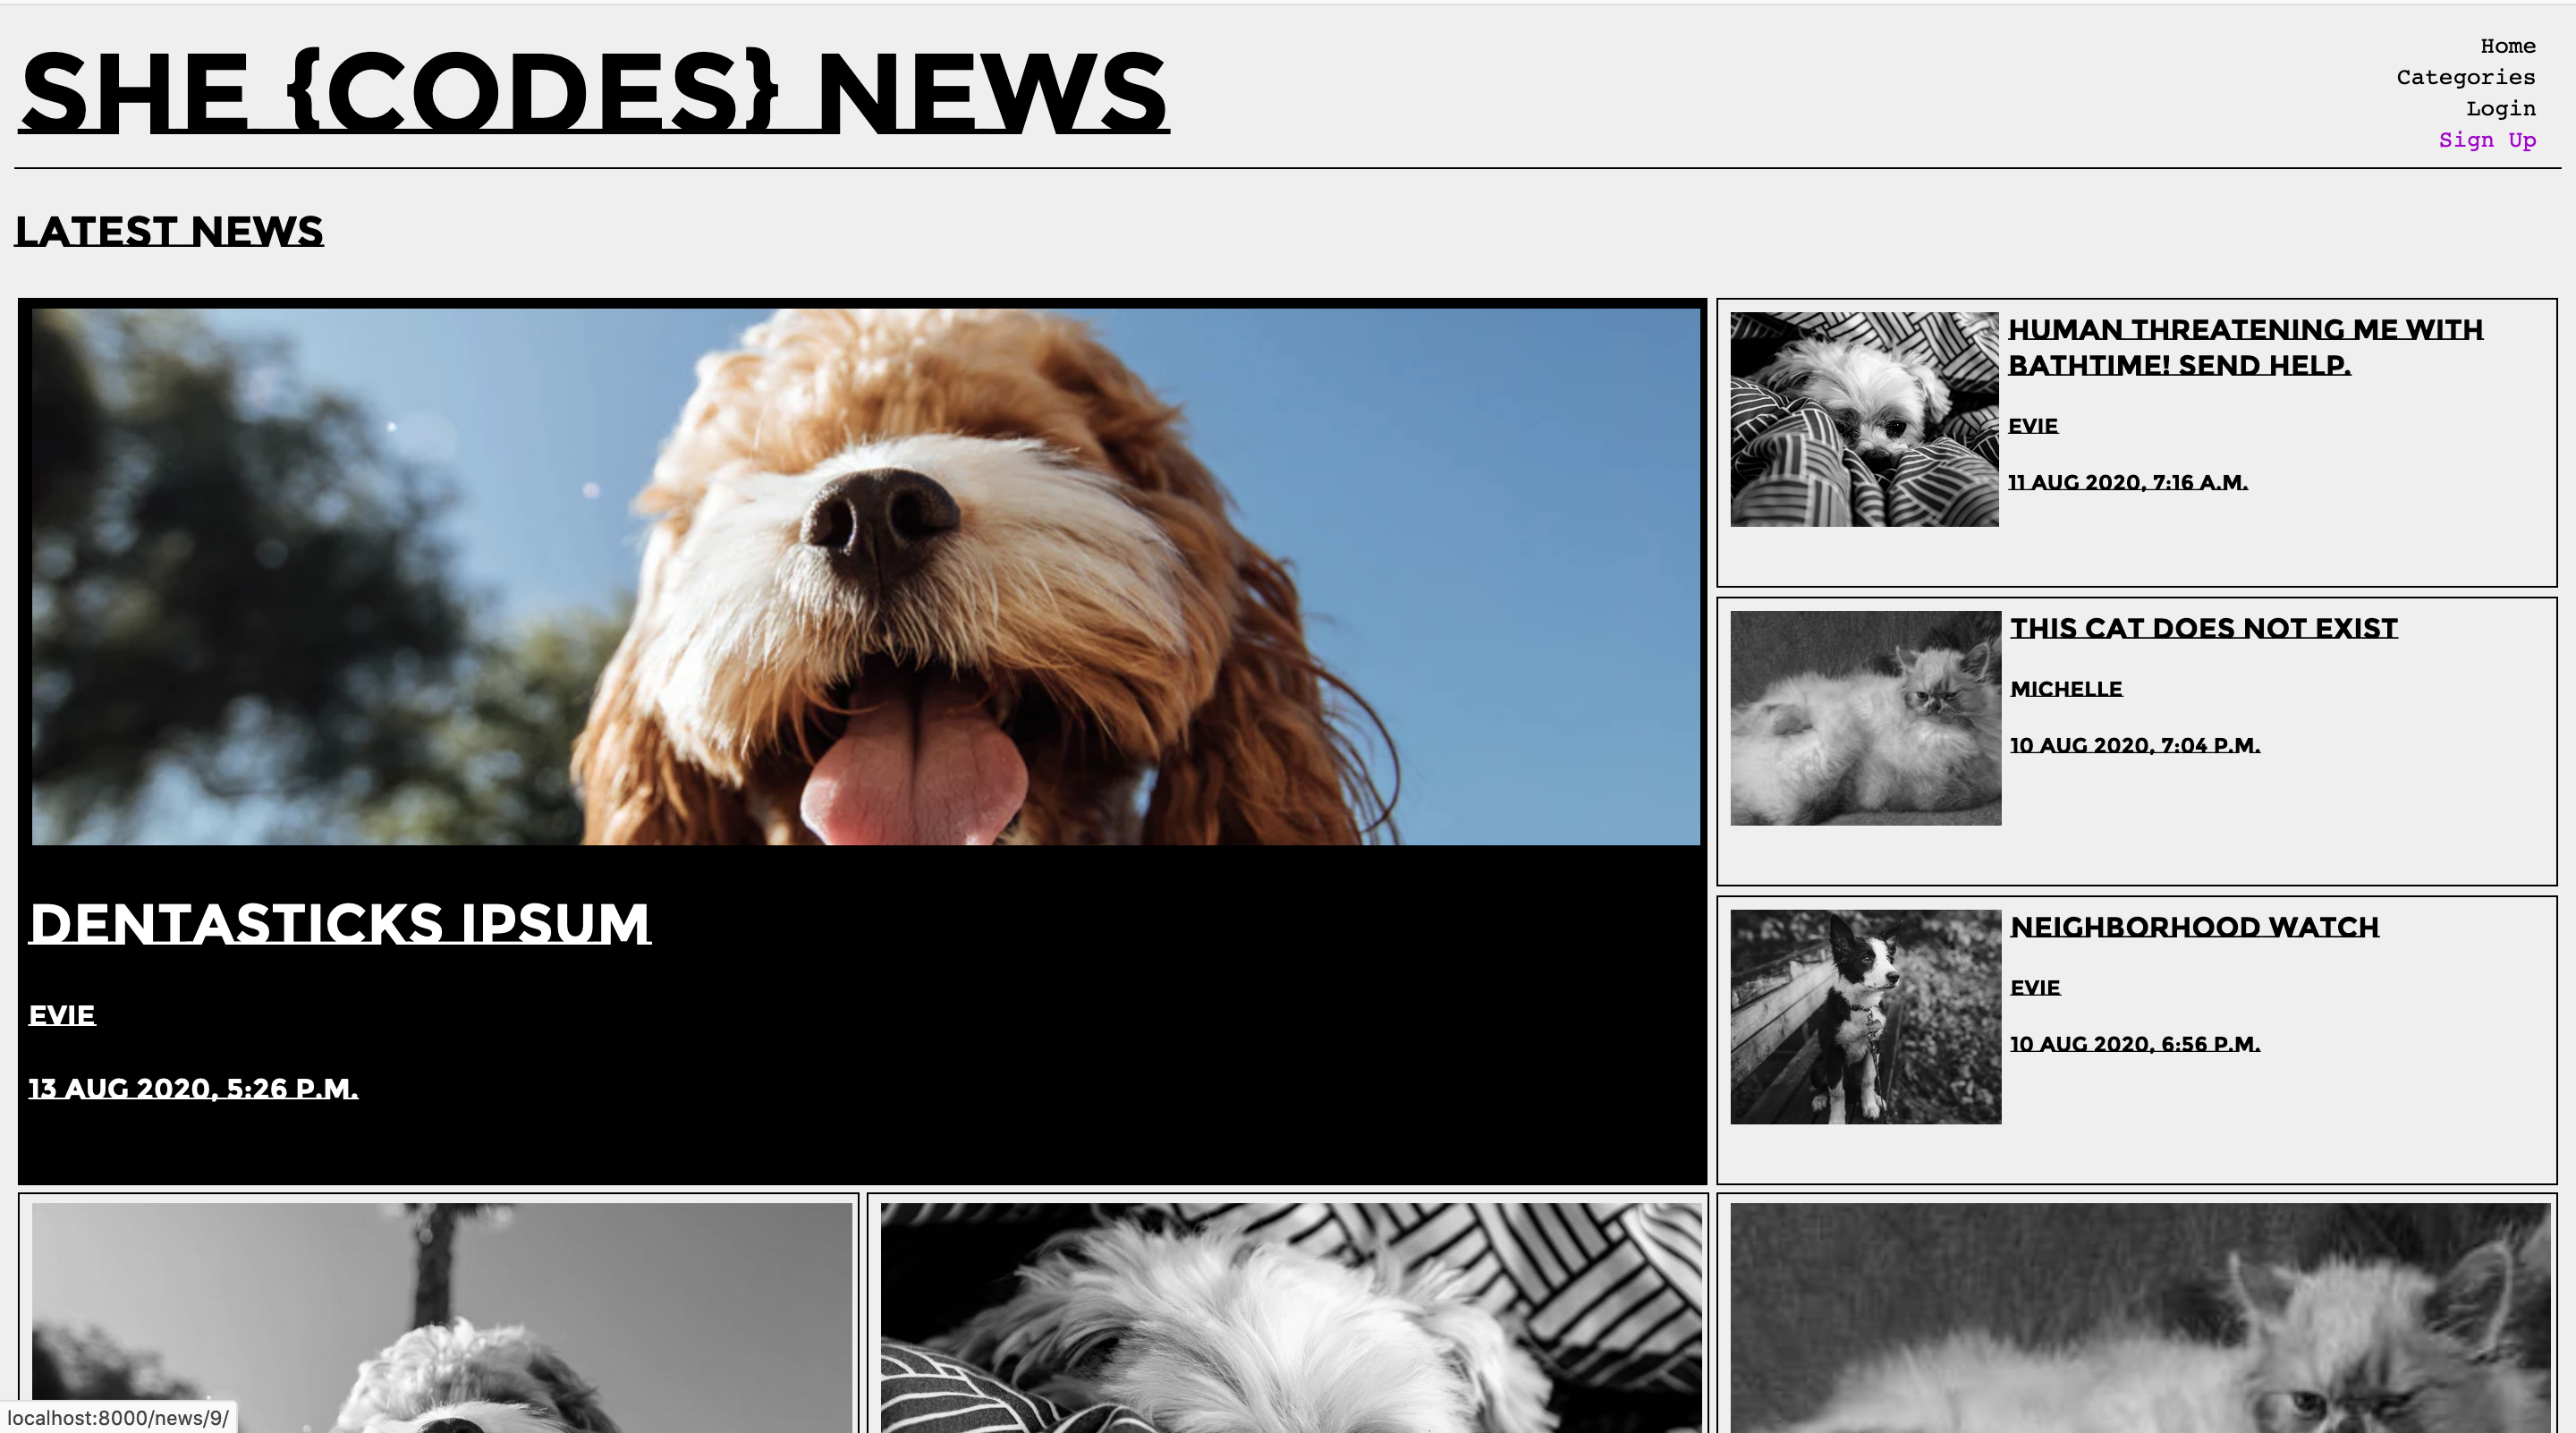 SHE {CODES} NEWS
Home
Categories
Login
Sign Up
LATEST NEWS
DENTASTICKS IPSUM
EVIE
13 AUG 2020, 5:26 P.M.
HUMAN THREATENING ME WITH
BATHTIME! SEND HELP.
EVIE
11 AUG 2020, 7:16 A.M.
THIS CAT DOES NOT EXIST
MICHELLE
10 AUG 2020, 7:04 P.M.
NEIGHBORHOOD WATCH
EVIE
10 AUG 2020, 6:56 P.M.
localhost:8000/news/9/